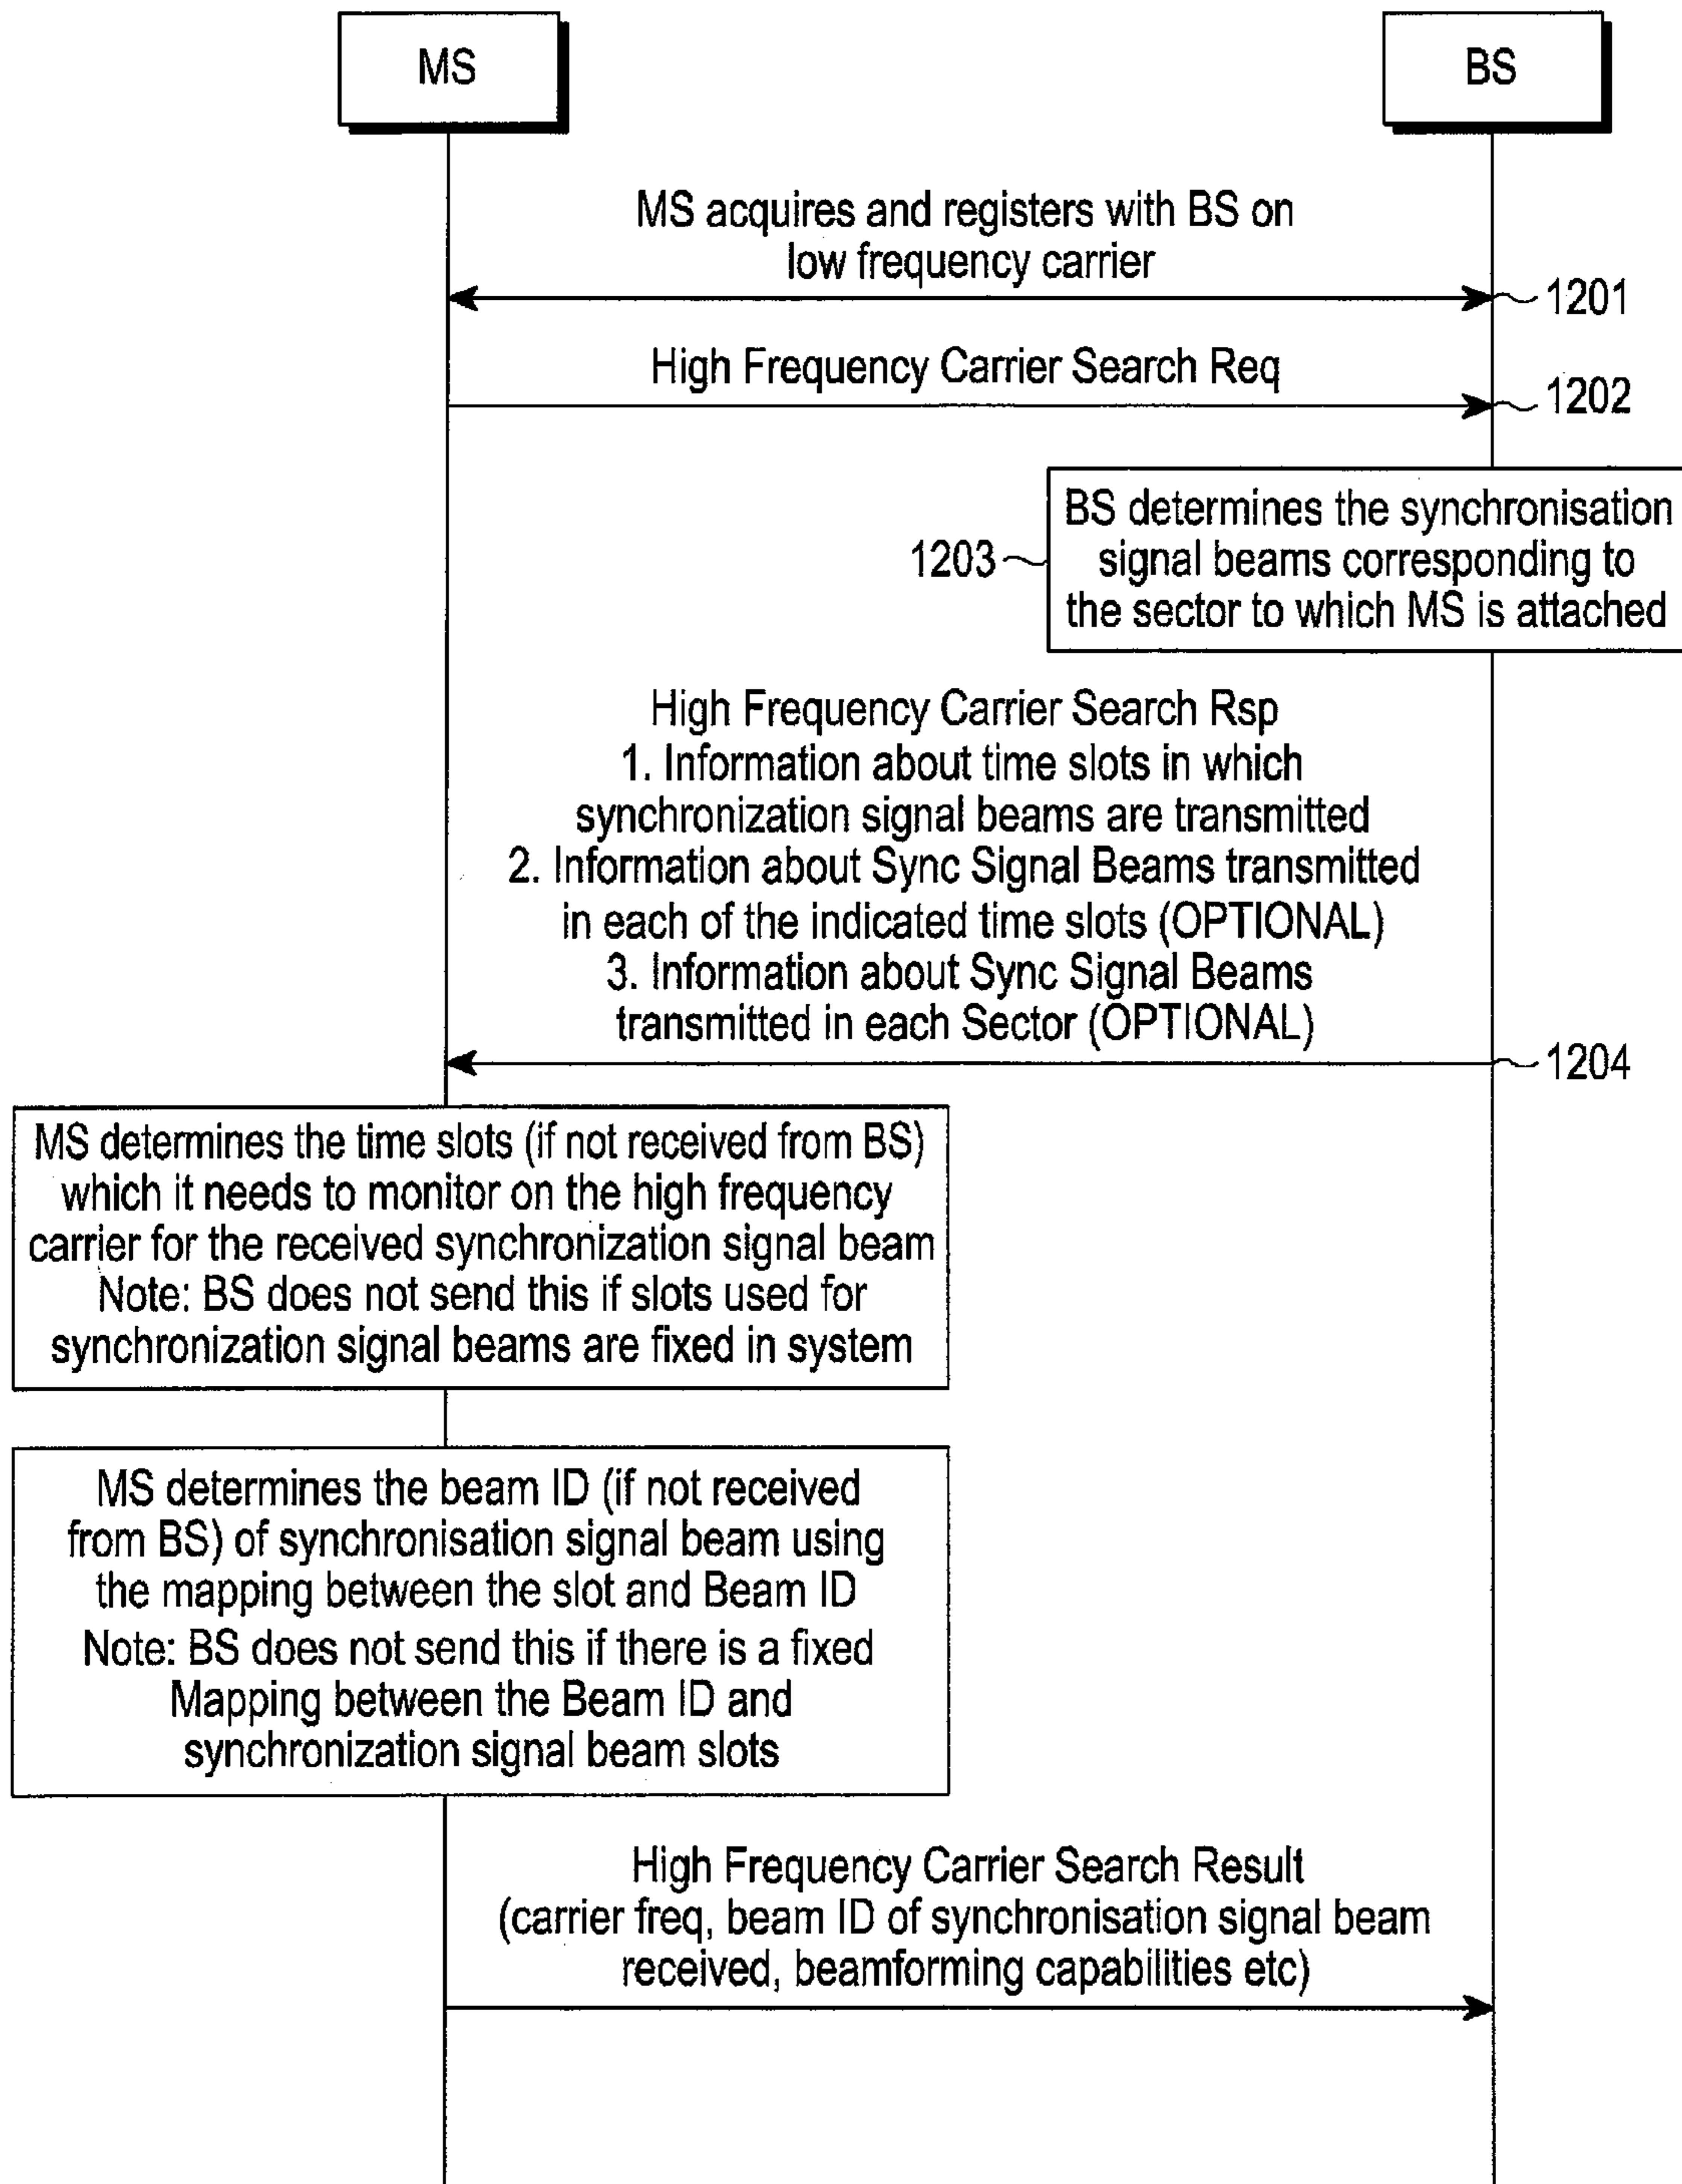 MS
BS
MS acquires and registers with BS on
low frequency carrier
1201
High Frequency Carrier Search Req
1202
BS determines the synchronisation
signal beams corresponding to
the sector to which MS is attached
1203
High Frequency Carrier Search Rsp
1. Information about time slots in which
synchronization signal beams are transmitted
2. Information about Sync Signal Beams transmitted
in each of the indicated time slots (OPTIONAL)
3. Information about Sync Signal Beams
transmitted in each Sector (OPTIONAL)
1204
MS determines the time slots (if not received from BS)
which it needs to monitor on the high frequency
carrier for the received synchronization signal beam
Note: BS does not send this if slots used for
synchronization signal beams are fixed in system
MS determines the beam ID (if not received
from BS) of synchronisation signal beam using
the mapping between the slot and Beam ID
Note: BS does not send this if there is a fixed
Mapping between the Beam ID and
synchronization signal beam slots
High Frequency Carrier Search Result
(carrier freq, beam ID of synchronisation signal beam
received, beamforming capabilities etc)